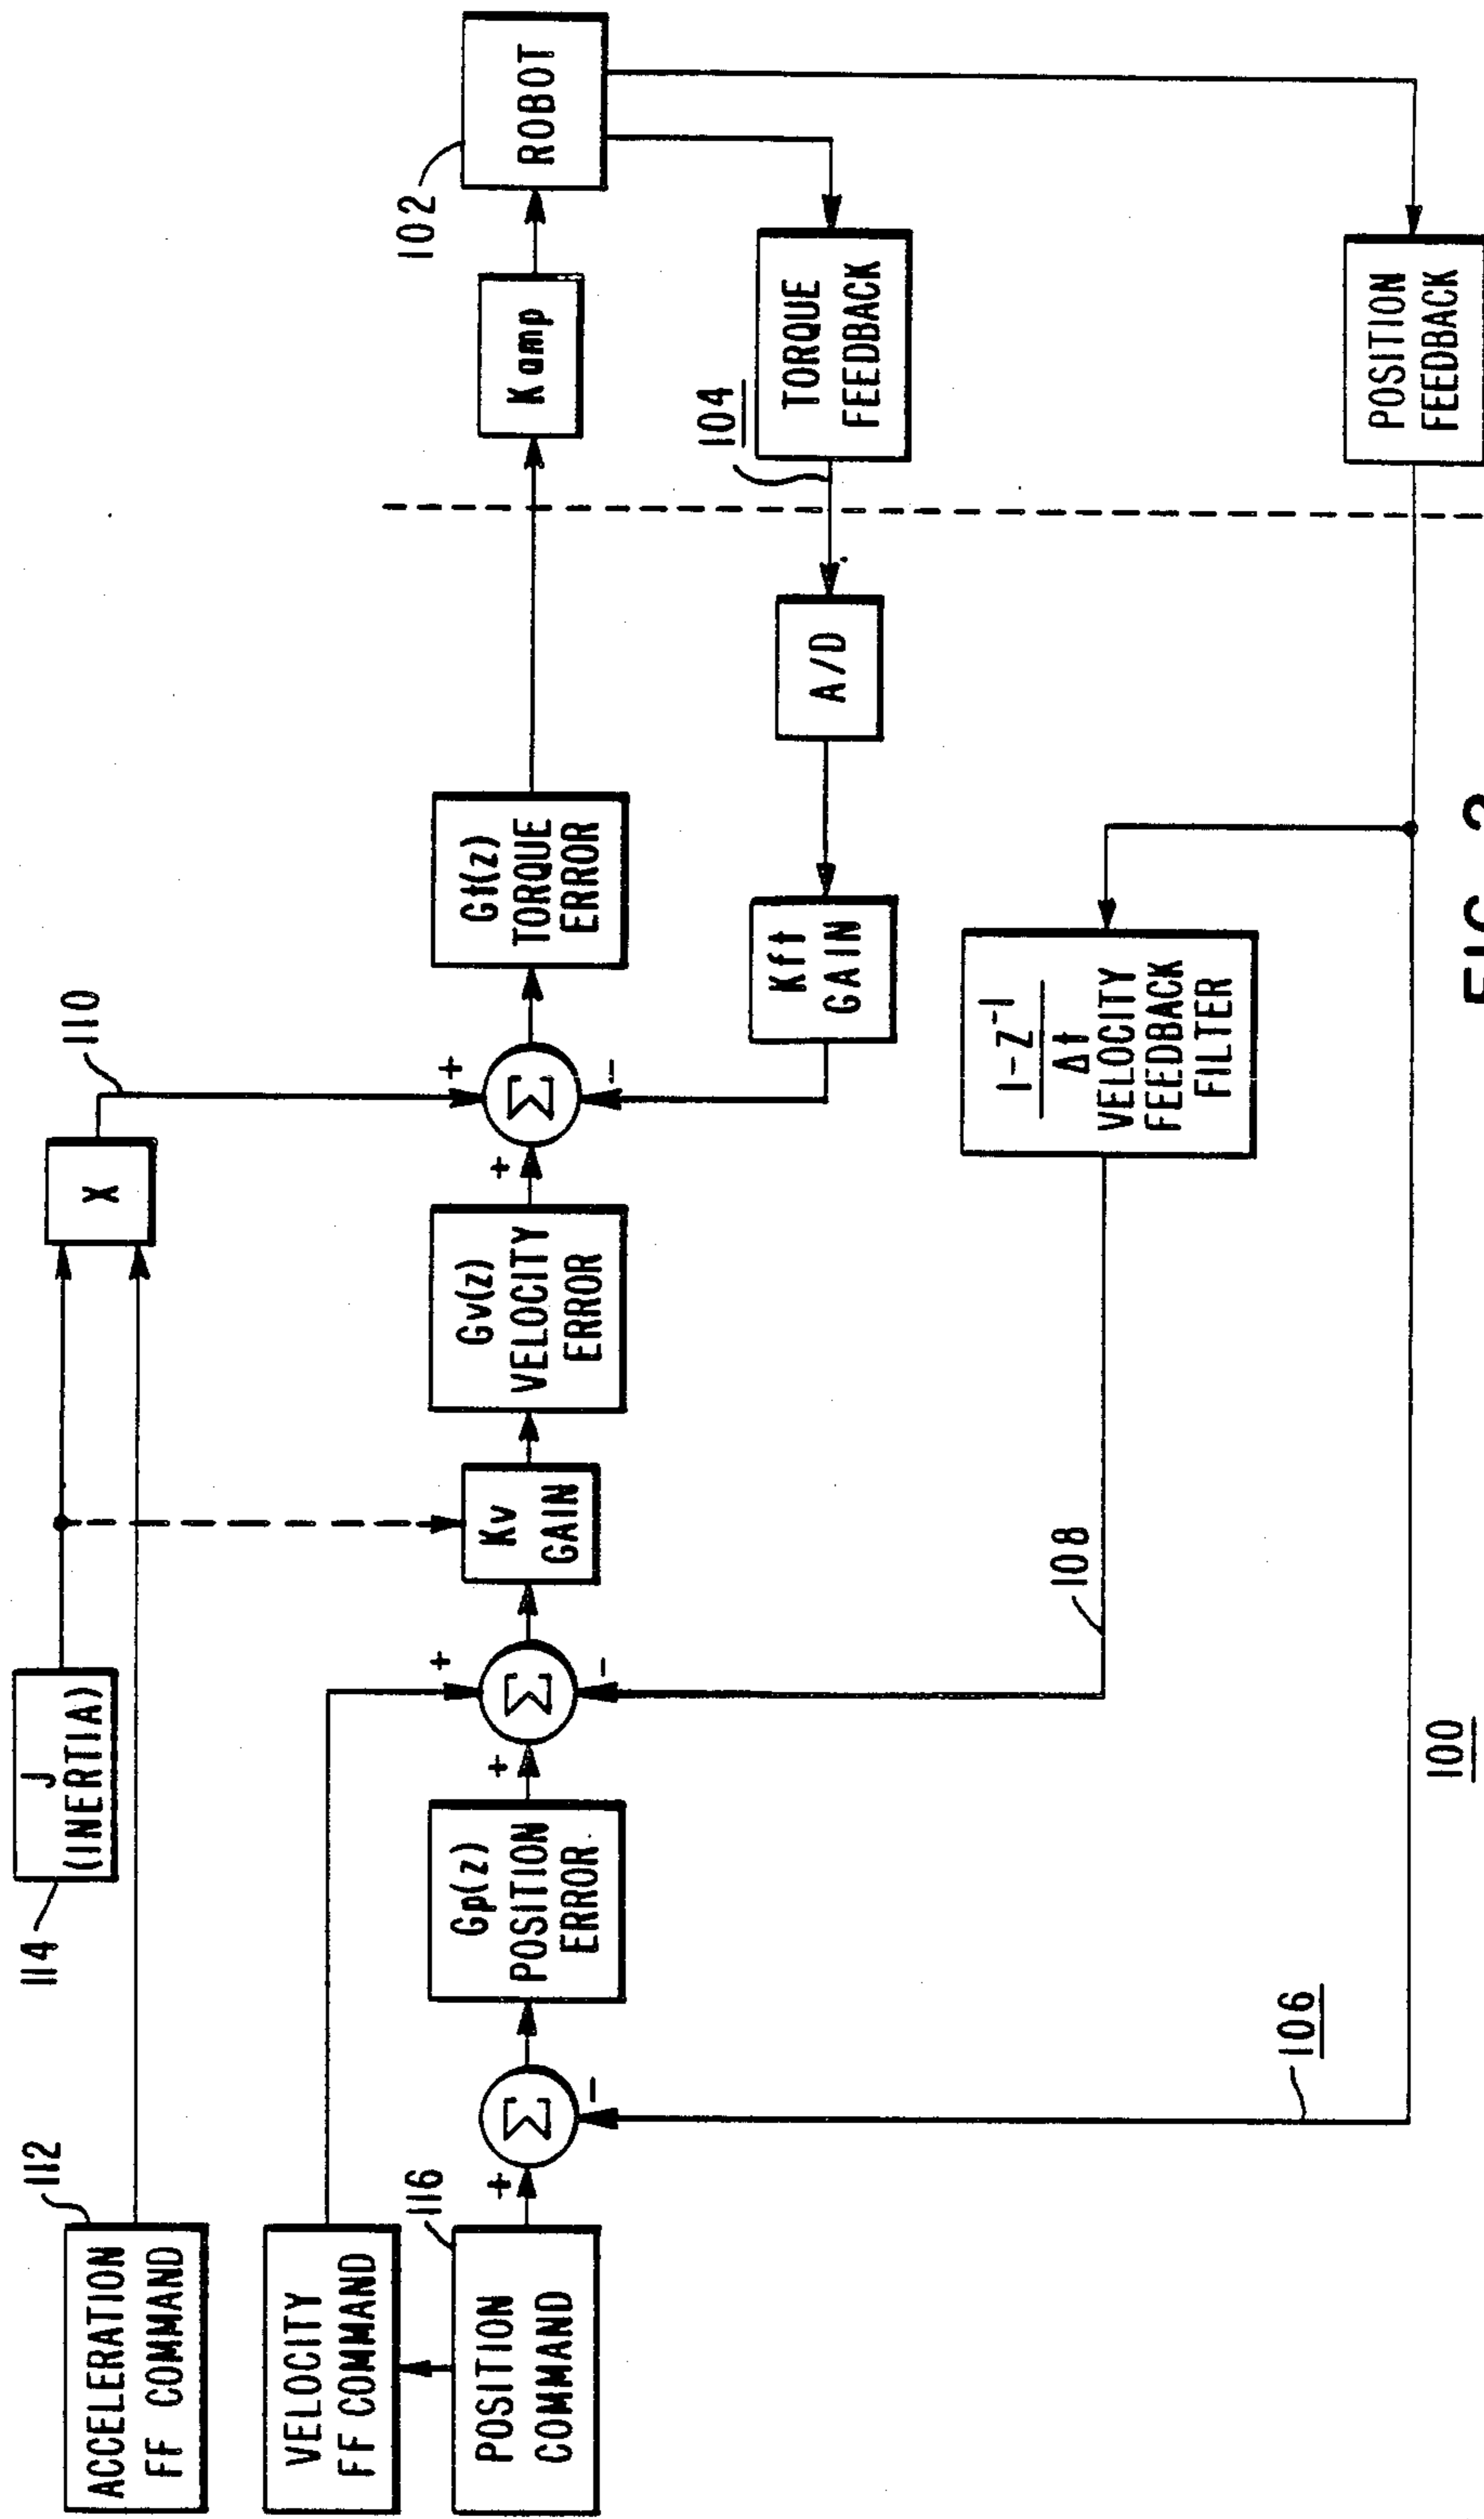 114
J
(INERTIA)
112
ACCELERATION
FF COMMAND
X
110
VELOCITY
FF COMMAND
116
POSITION
COMMAND
+
Σ
-
Gp(z)
POSITION
ERROR
+
+
Σ
-
Kv
GAIN
Gv(z)
VELOCITY
ERROR
+
+
Σ
-
Gt(z)
TORQUE
ERROR
Kamp
102
ROBOT
Kft
GAIN
A/D
104
TORQUE
FEEDBACK
108
1-Z⁻¹
Δt
VELOCITY
FEEDBACK
FILTER
106
POSITION
FEEDBACK
100